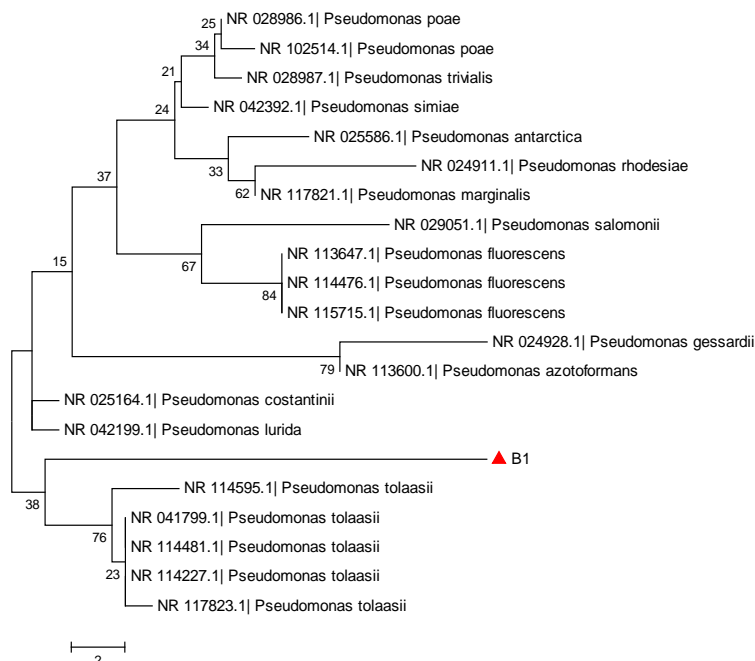 25
NR 028986.1| Pseudomonas poae
34
NR 102514.1| Pseudomonas poae
21
NR 028987.1| Pseudomonas trivialis
24
NR 042392.1| Pseudomonas simiae
NR 025586.1| Pseudomonas antarctica
33
NR 024911.1| Pseudomonas rhodesiae
37
62
NR 117821.1| Pseudomonas marginalis
NR 029051.1| Pseudomonas salomonii
15
67
NR 113647.1| Pseudomonas fluorescens
NR 114476.1| Pseudomonas fluorescens
84
NR 115715.1| Pseudomonas fluorescens
NR 024928.1| Pseudomonas gessardii
79
NR 113600.1| Pseudomonas azotoformans
NR 025164.1| Pseudomonas costantinii
NR 042199.1| Pseudomonas lurida
B1
38
NR 114595.1| Pseudomonas tolaasii
76
NR 041799.1| Pseudomonas tolaasii
NR 114481.1| Pseudomonas tolaasii
23
NR 114227.1| Pseudomonas tolaasii
NR 117823.1| Pseudomonas tolaasii
2